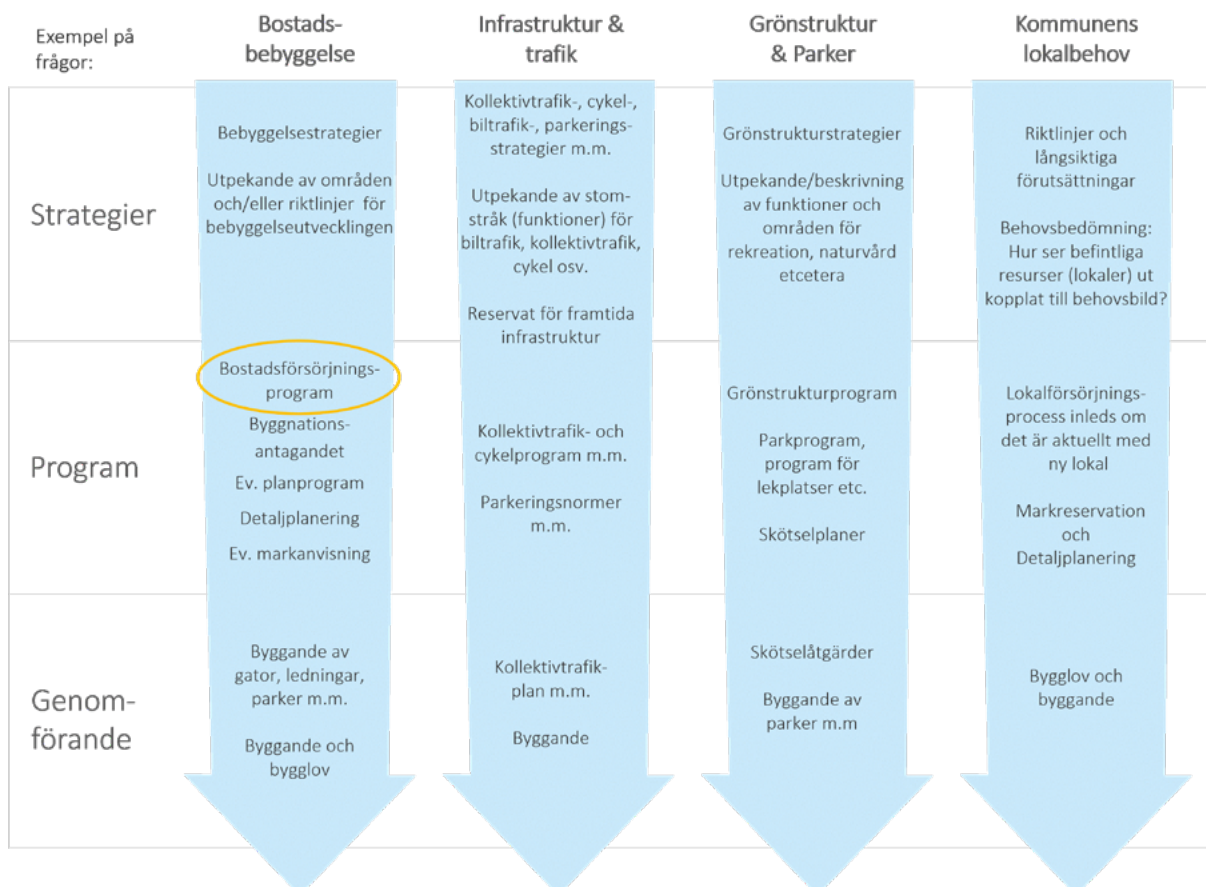 Exempel på
frågor:
Bostads-
bebyggelse
Infrastruktur &
trafik
Grönstruktur
& Parker
Kommunens
lokalbehov
Strategier
Bebyggelsestrategier
Utpekande av områden
och/eller riktlinjer för
bebyggelseutvecklingen
Kollektivtrafik-, cykel-,
biltrafik-, parkerings-
strategier m.m.
Utpekande av stom-
stråk (funktioner) för
biltrafik, kollektivtrafik,
cykel osv.
Reservat för framtida
infrastruktur
Grönstrukturstrategier
Utpekande/beskrivning
av funktioner och
områden för
rekreation, naturvård
etcetera
Riktlinjer och
långsiktiga
förutsättningar
Behovsbedömning:
Hur ser befintliga
resurser (lokaler) ut
kopplat till behovsbild?
Program
Bostadsförsörjnings-
program
Byggnations-
antagandet
Ev. planprogram
Detaljplanering
Ev. markanvisning
Kollektivtrafik- och
cykelprogram m.m.
Parkeringsnormer
m.m.
Grönstrukturprogram
Parkprogram,
program för
lekplatser etc.
Skötselplaner
Lokalförsörjnings-
process inleds om
det är aktuellt med
ny lokal
Markreservation
och
Detaljplanering
Genom-
förande
Byggande av
gator, ledningar,
parker m.m.
Byggande och
bygglov
Kollektivtrafik-
plan m.m.
Byggande
Skötselåtgärder
Byggande av
parker m.m
Bygglov och
byggande